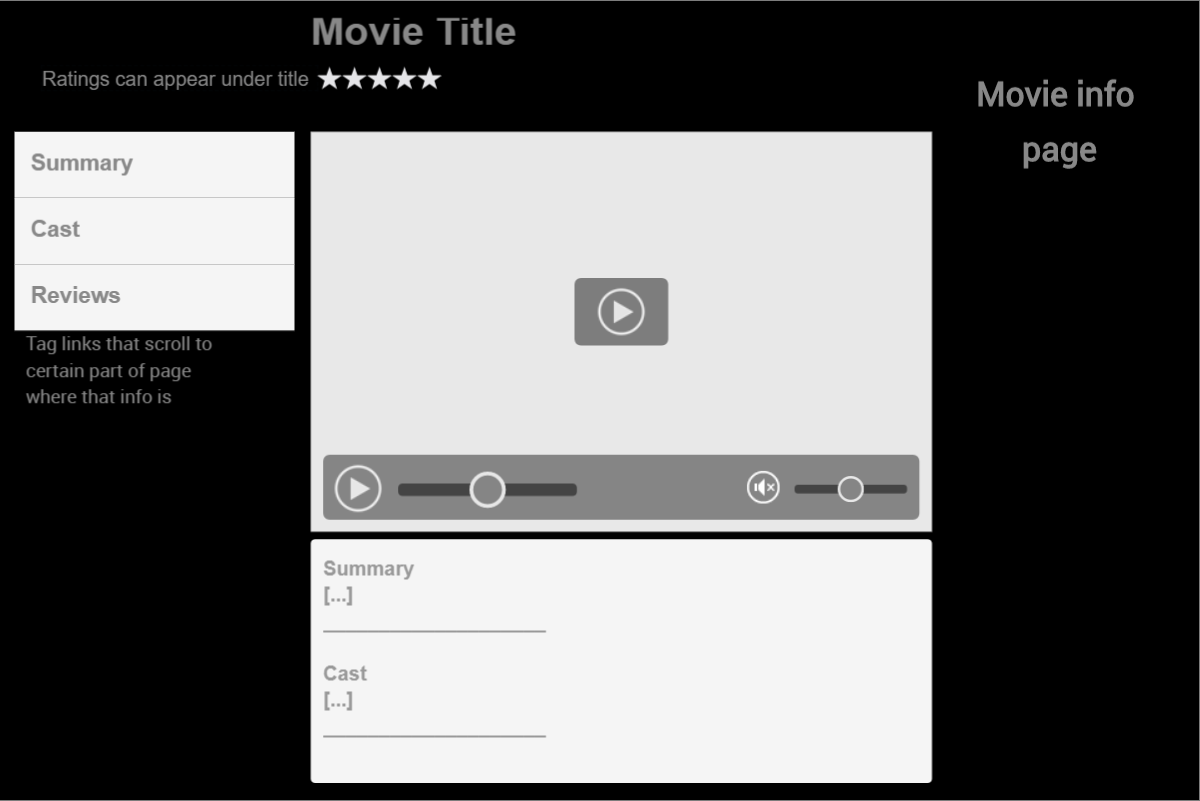 Movie Title
Ratings can appear under title
Movie info
page
Summary
Cast
Reviews
Tag links that scroll to
certain part of page
where that info is
Summary
[...]
Cast
[...]